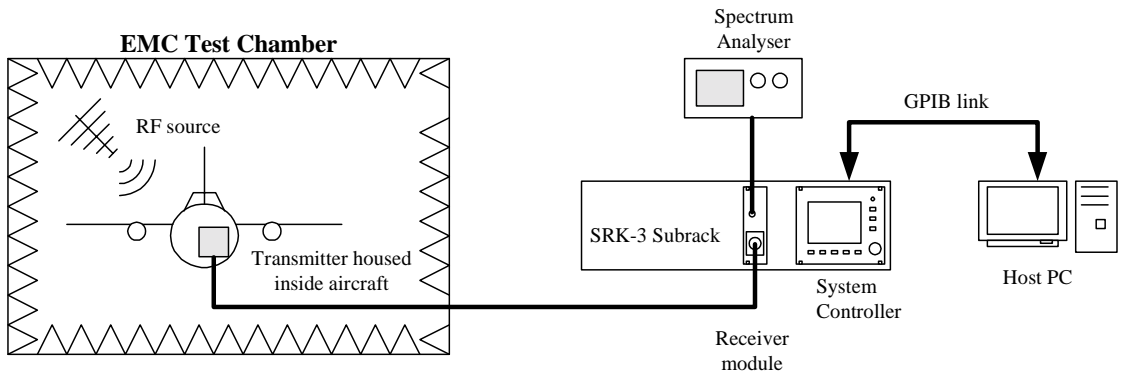 EMC Test Chamber
RF source
Transmitter housed
inside aircraft
Spectrum
Analyser
GPIB link
SRK-3 Subrack
System
Controller
Host PC
Receiver
module